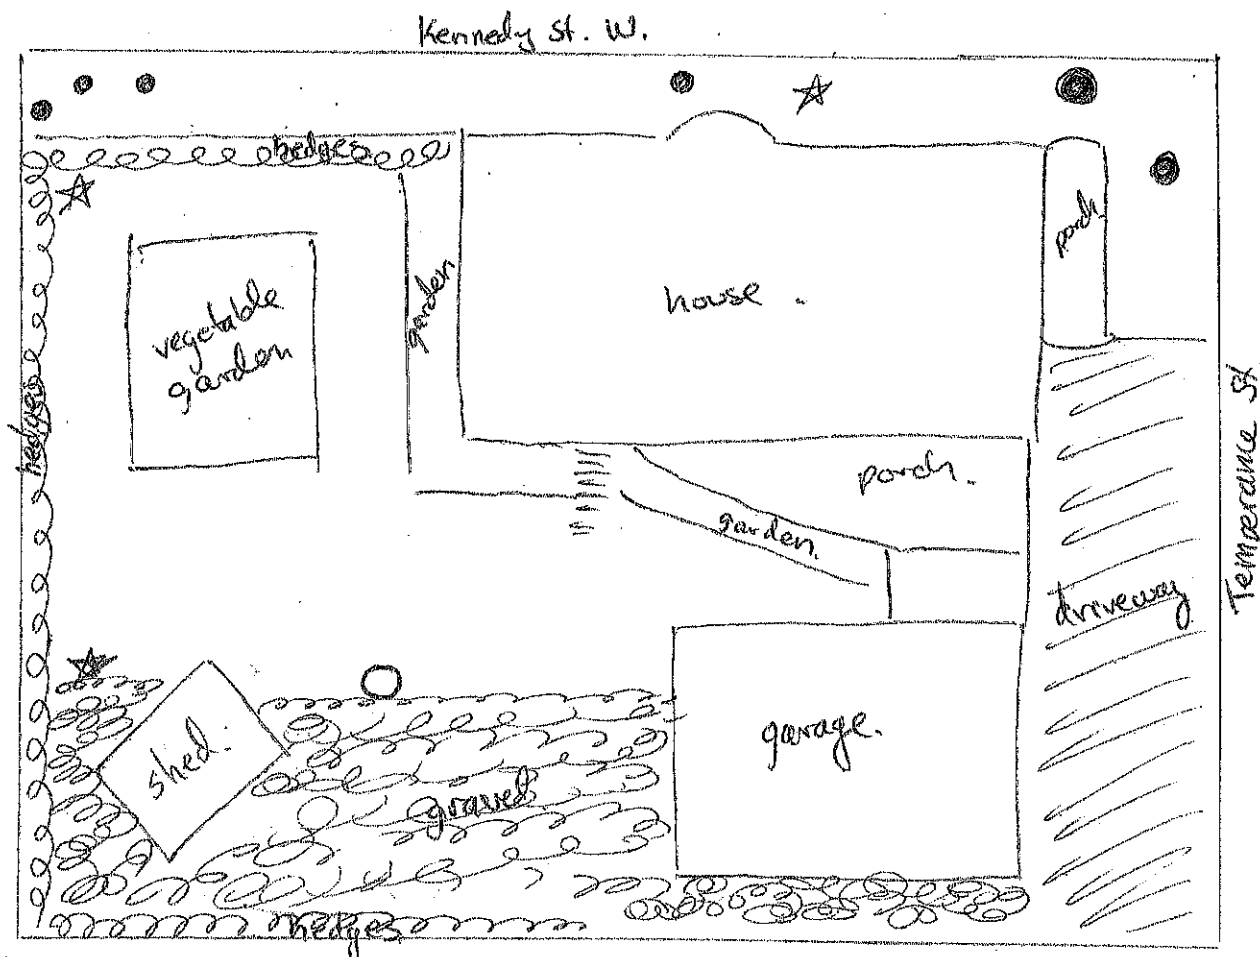 Kennedy St. W.
hedges
porch
garden
house.
vegetable
garden
hedges
Temperance St
porch.
garden.
driveway
shed.
garage.
gravel
hedges